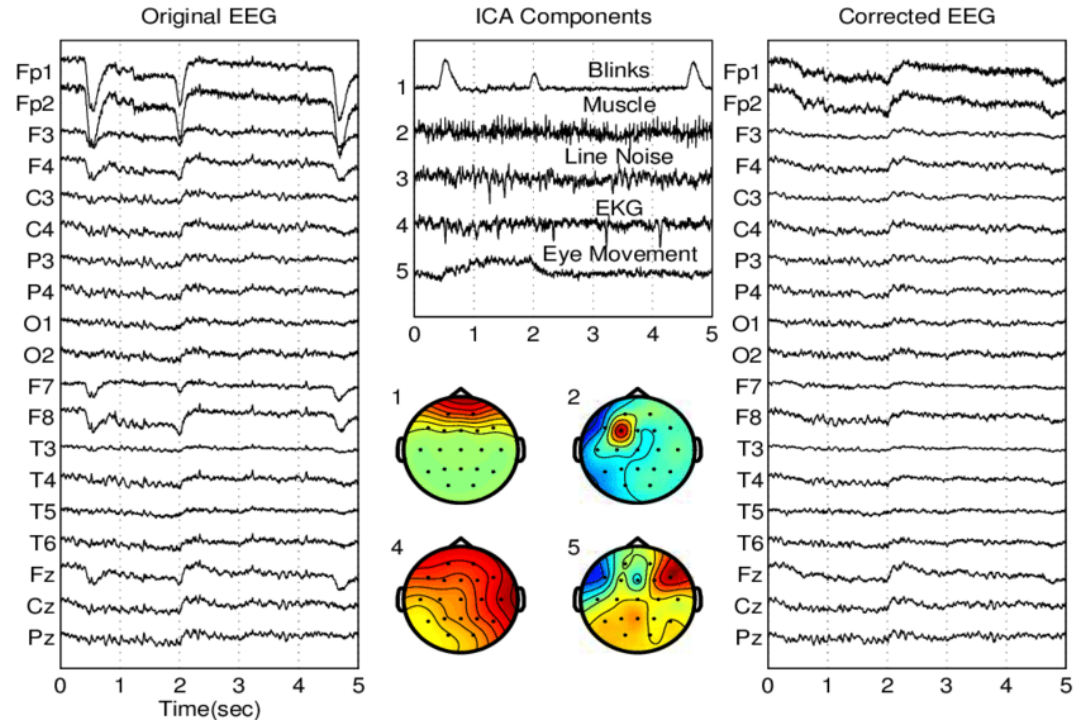 Original EEG
Fp1
Fp2
F3
F4
C3
C4
P3
P4
O1
O2
F7
F8
T3
T4
T5
T6
Fz
Cz
Pz
0 1 2 3 4 5
Time(sec)
ICA Components
Blinks
1
Muscle
2
Line Noise
3
EKG
4
Eye Movement
5
0 1 2 3 4 5
1 2
4 5
Corrected EEG
Fp1
Fp2
F3
F4
C3
C4
P3
P4
O1
O2
F7
F8
T3
T4
T5
T6
Fz
Cz
Pz
0 1 2 3 4 5